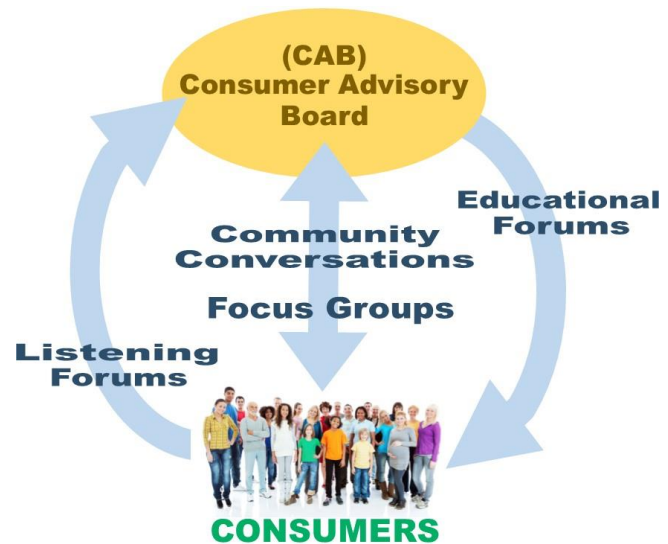 (CAB)
Consumer Advisory
Board
Educational
Forums
Community
Conversations
Focus Groups
Listening
Forums
CONSUMERS